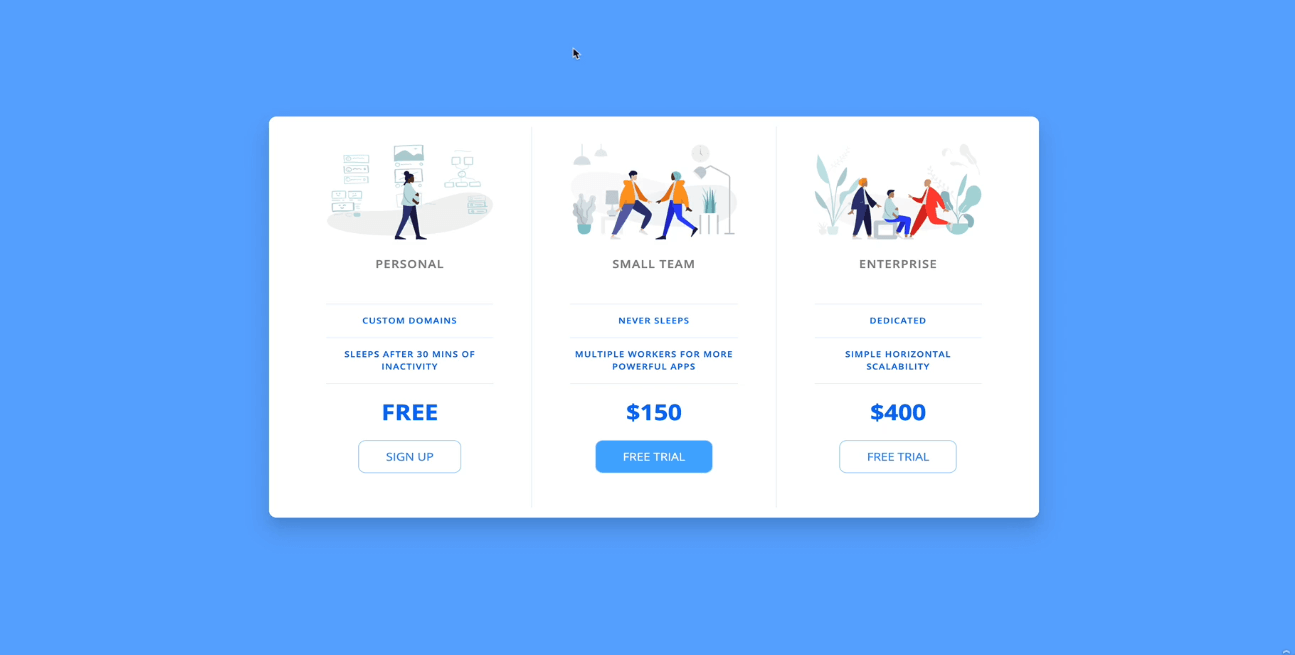 PERSONAL
CUSTOM DOMAINS
SLEEPS AFTER 30 MINS OF
INACTIVITY
FREE
SIGN UP
SMALL TEAM
NEVER SLEEPS
MULTIPLE WORKERS FOR MORE
POWERFUL APPS
$150
FREE TRIAL
ENTERPRISE
DEDICATED
SIMPLE HORIZONTAL
SCALABILITY
$400
FREE TRIAL